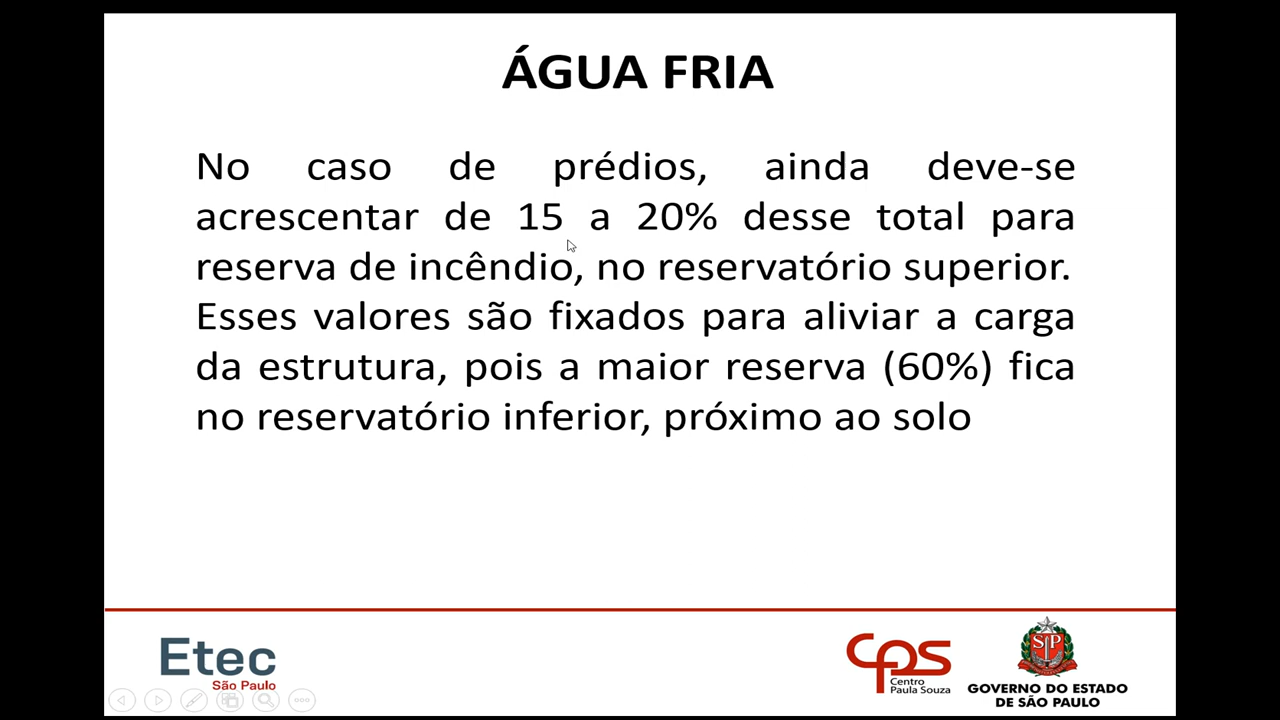 ÁGUA FRIA
No caso de prédios, ainda deve-se
acrescentar de 15 a 20% desse total para
reserva de incêndio, no reservatório superior.
Esses valores são fixados para aliviar a carga
da estrutura, pois a maior reserva (60%) fica
no reservatório inferior, próximo ao solo
Etec
São Paulo
CPS
Centro
Paula Souza
SP
GOVERNO DO ESTADO
DE SÃO PAULO